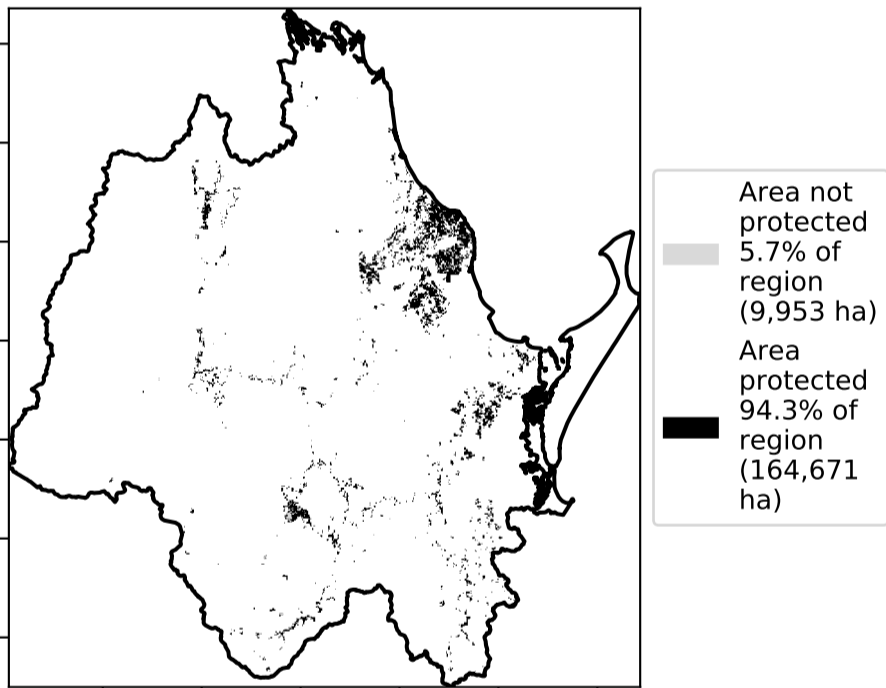 Area not
protected
5.7% of
region
(9,953 ha)
Area
protected
94.3% of
region
(164,671
ha)